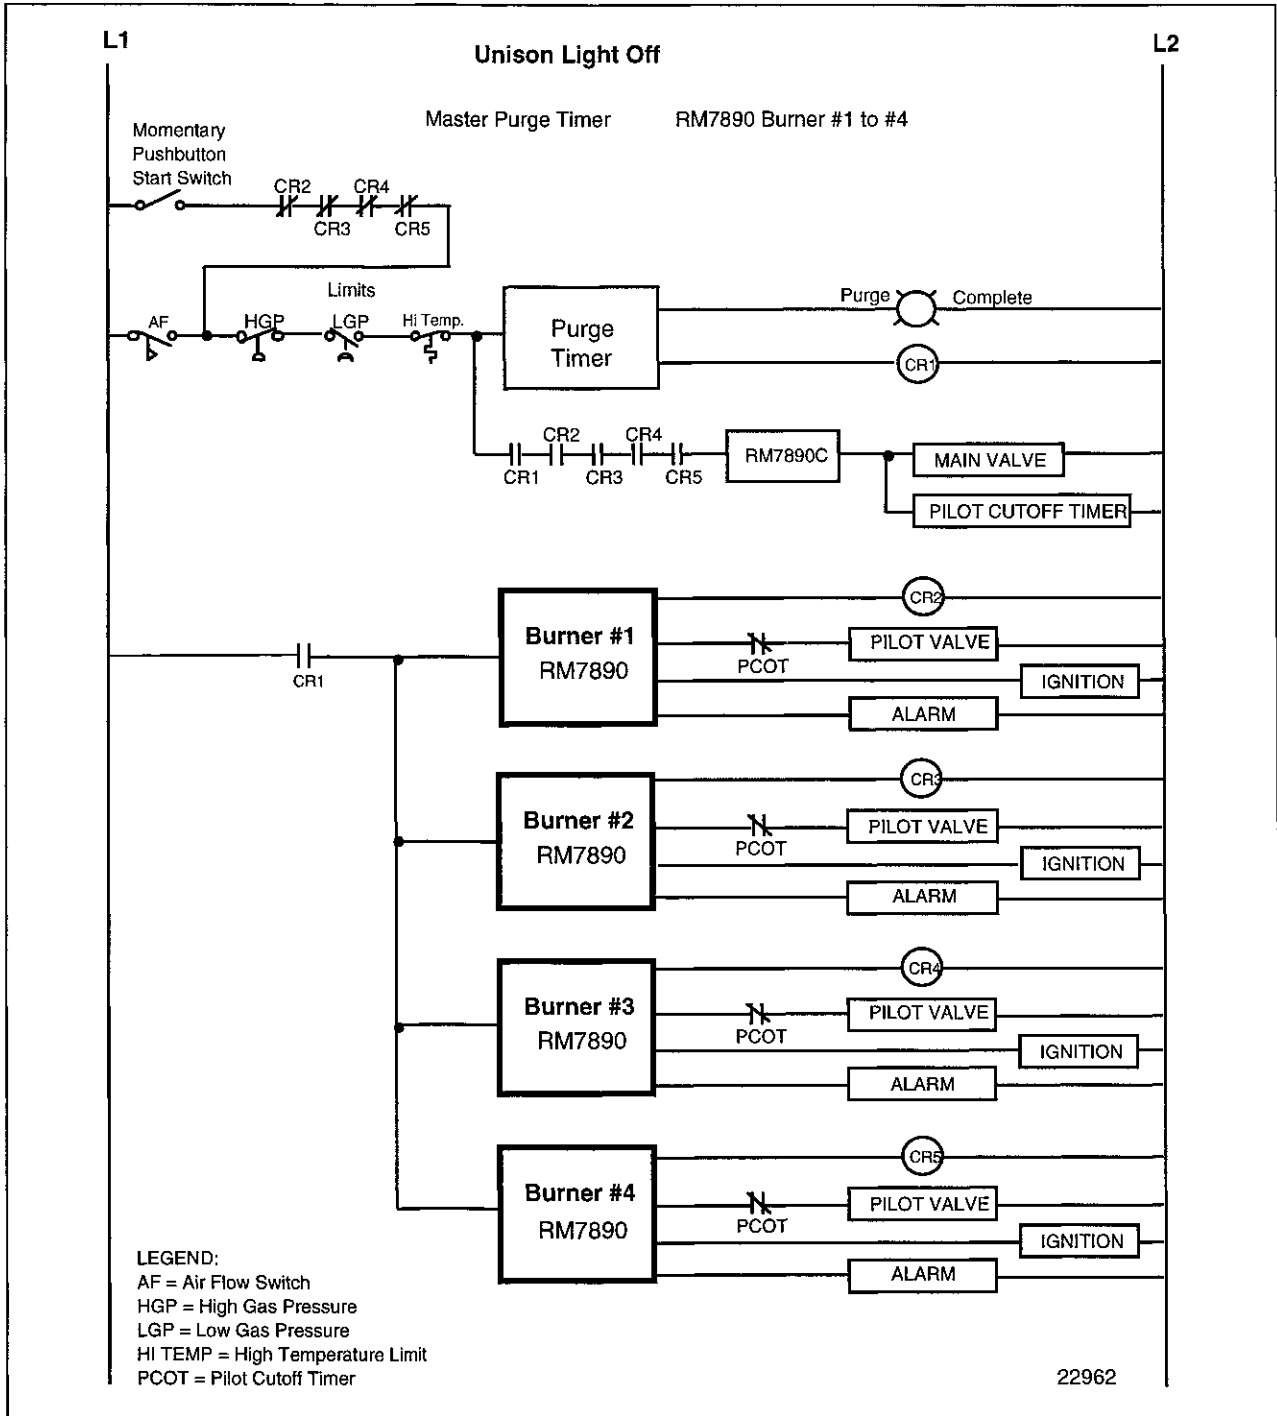 L1
L2
Unison Light Off
Master Purge Timer
RM7890 Burner #1 to #4
Momentary
Pushbutton
Start Switch
CR2
CR4
CR3
CR5
Limits
AF
HGP
LGP
Hi Temp.
Purge
Timer
Purge
Complete
CR1
CR2
CR4
CR1
CR3
CR5
RM7890C
MAIN VALVE
PILOT CUTOFF TIMER
CR1
Burner #1
RM7890
CR2
PCOT
PILOT VALVE
IGNITION
ALARM
Burner #2
RM7890
CR3
PCOT
PILOT VALVE
IGNITION
ALARM
Burner #3
RM7890
CR4
PCOT
PILOT VALVE
IGNITION
ALARM
Burner #4
RM7890
CR5
PCOT
PILOT VALVE
IGNITION
ALARM
LEGEND:
AF = Air Flow Switch
HGP = High Gas Pressure
LGP = Low Gas Pressure
HI TEMP = High Temperature Limit
PCOT = Pilot Cutoff Timer
22962